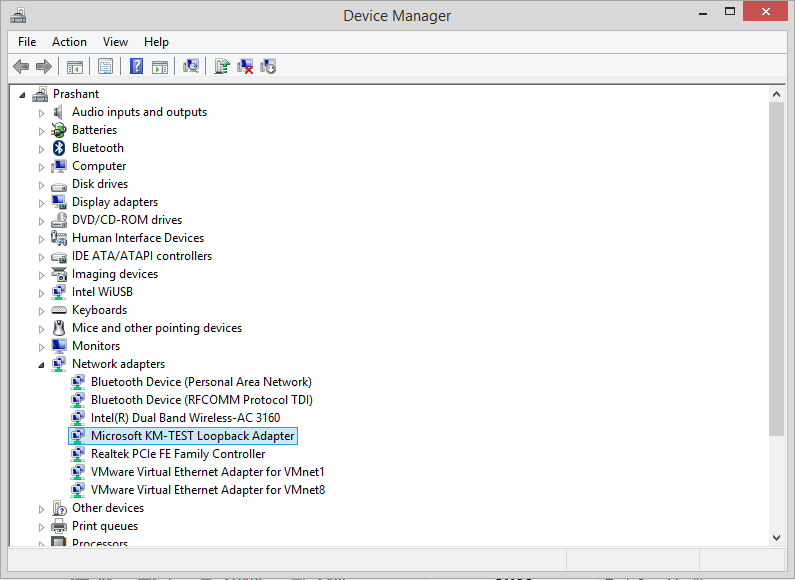 Device Manager
File Action View Help
Prashant
Audio inputs and outputs
Batteries
Bluetooth
Computer
Disk drives
Display adapters
DVD/CD-ROM drives
Human Interface Devices
IDE ATA/ATAPI controllers
Imaging devices
Intel WiUSB
Keyboards
Mice and other pointing devices
Monitors
Network adapters
Bluetooth Device (Personal Area Network)
Bluetooth Device (RFCOMM Protocol TDI)
Intel(R) Dual Band Wireless-AC 3160
Microsoft KM-TEST Loopback Adapter
Realtek PCIe FE Family Controller
VMware Virtual Ethernet Adapter for VMnet1
VMware Virtual Ethernet Adapter for VMnet8
Other devices
Print queues
Processors